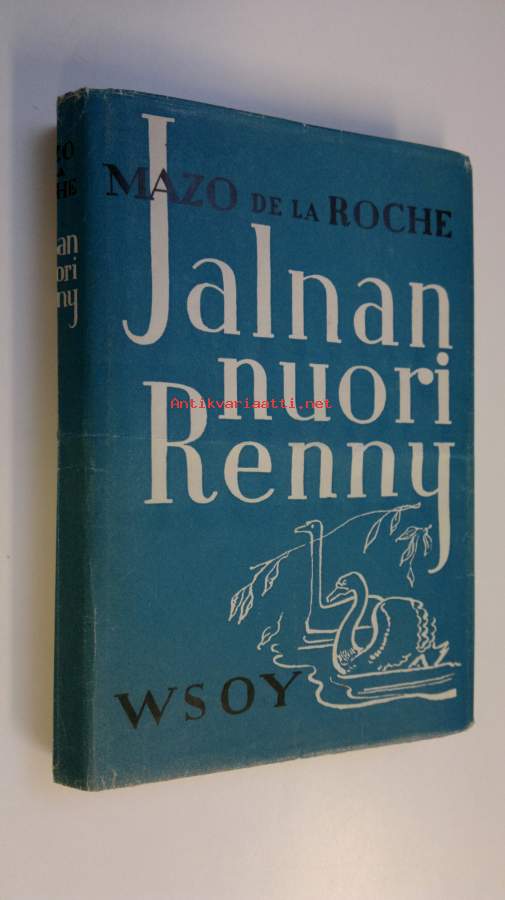 MAZO DE LA ROCHE
Jalnan
nuori
Renny
Antikvariaatti.net
WSOY